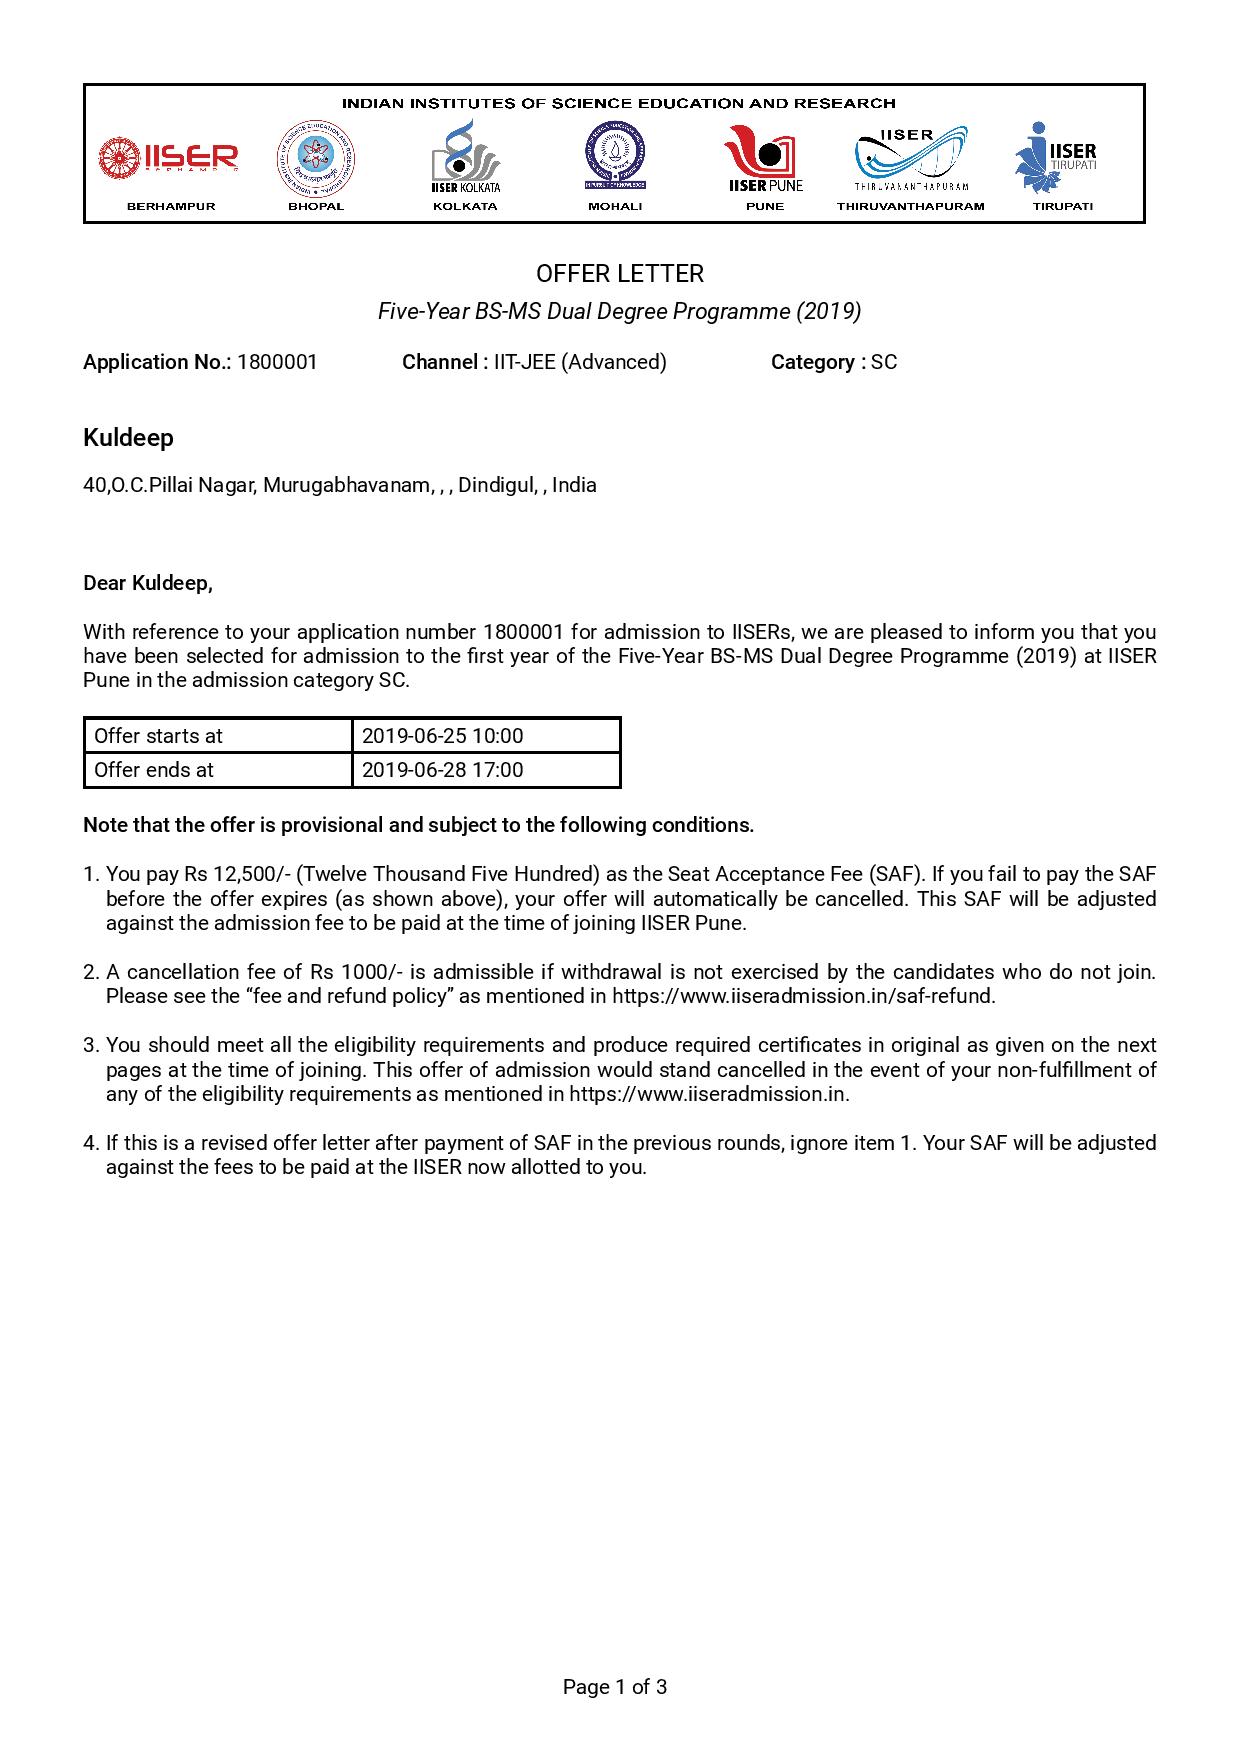 INDIAN INSTITUTES OF SCIENCE EDUCATION AND RESEARCH
IISER
IISER KOLKATA
IN PURSUIT OF KNOWLEDGE
IISER PUNE
IISER
THIRUVANANTHAPURAM
IISER
TIRUPATI
BERHAMPUR BHOPAL KOLKATA MOHALI PUNE THIRUVANTHAPURAM TIRUPATI
OFFER LETTER
Five-Year BS-MS Dual Degree Programme (2019)
Application No.: 1800001 Channel : IIT-JEE (Advanced) Category : SC
Kuldeep
40,O.C.Pillai Nagar, Murugabhavanam, , , Dindigul, , India
Dear Kuldeep,
With reference to your application number 1800001 for admission to IISERs, we are pleased to inform you that you
have been selected for admission to the first year of the Five-Year BS-MS Dual Degree Programme (2019) at IISER
Pune in the admission category SC.
Offer starts at 2019-06-25 10:00
Offer ends at 2019-06-28 17:00
Note that the offer is provisional and subject to the following conditions.
1. You pay Rs 12,500/- (Twelve Thousand Five Hundred) as the Seat Acceptance Fee (SAF). If you fail to pay the SAF
before the offer expires (as shown above), your offer will automatically be cancelled. This SAF will be adjusted
against the admission fee to be paid at the time of joining IISER Pune.
2. A cancellation fee of Rs 1000/- is admissible if withdrawal is not exercised by the candidates who do not join.
Please see the “fee and refund policy” as mentioned in https://www.iiseradmission.in/saf-refund.
3. You should meet all the eligibility requirements and produce required certificates in original as given on the next
pages at the time of joining. This offer of admission would stand cancelled in the event of your non-fulfillment of
any of the eligibility requirements as mentioned in https://www.iiseradmission.in.
4. If this is a revised offer letter after payment of SAF in the previous rounds, ignore item 1. Your SAF will be adjusted
against the fees to be paid at the IISER now allotted to you.
Page 1 of 3